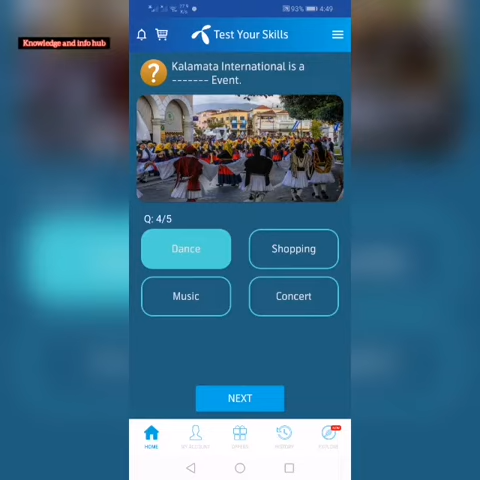 93% 4:49
Test Your Skills
Knowledge and info hub
Kalamata International is a
------- Event.
Q: 4/5
Dance
Shopping
Music
Concert
NEXT
HOME
MY ACCOUNT
OFFERS
HISTORY
EXPLORE